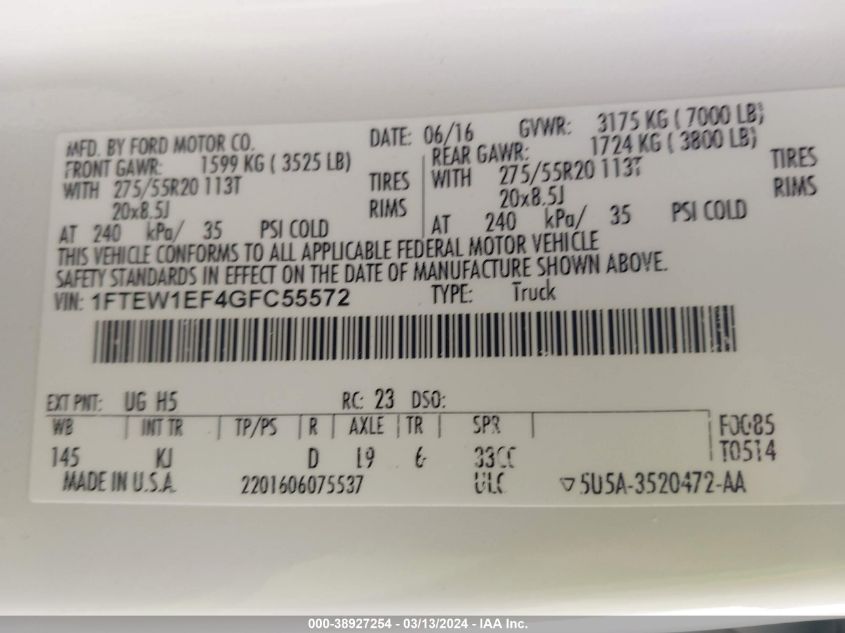 MFD. BY FORD MOTOR CO. DATE: 06/16 GVWR: 3175 KG ( 7000 LB)
FRONT GAWR: 1599 KG ( 3525 LB) REAR GAWR: 1724 KG ( 3800 LB)
WITH 275/55R20 113T TIRES WITH 275/55R20 113T TIRES
20x8.5J RIMS 20x8.5J RIMS
AT 240 kPa/ 35 PSI COLD AT 240 kPa/ 35 PSI COLD
THIS VEHICLE CONFORMS TO ALL APPLICABLE FEDERAL MOTOR VEHICLE
SAFETY STANDARDS IN EFFECT ON THE DATE OF MANUFACTURE SHOWN ABOVE.
VIN: 1FTEW1EF4GFC55572 TYPE: Truck
EXT PNT: UG H5 RC: 23 DSO:
WB INT TR TP/PS R AXLE TR SPR F0085
145 KJ D 19 6 33CC T0514
MADE IN U.S.A. 2201606075537 ULC ▽5U5A-3520472-AA
000-38927254 - 03/13/2024 - IAA Inc.